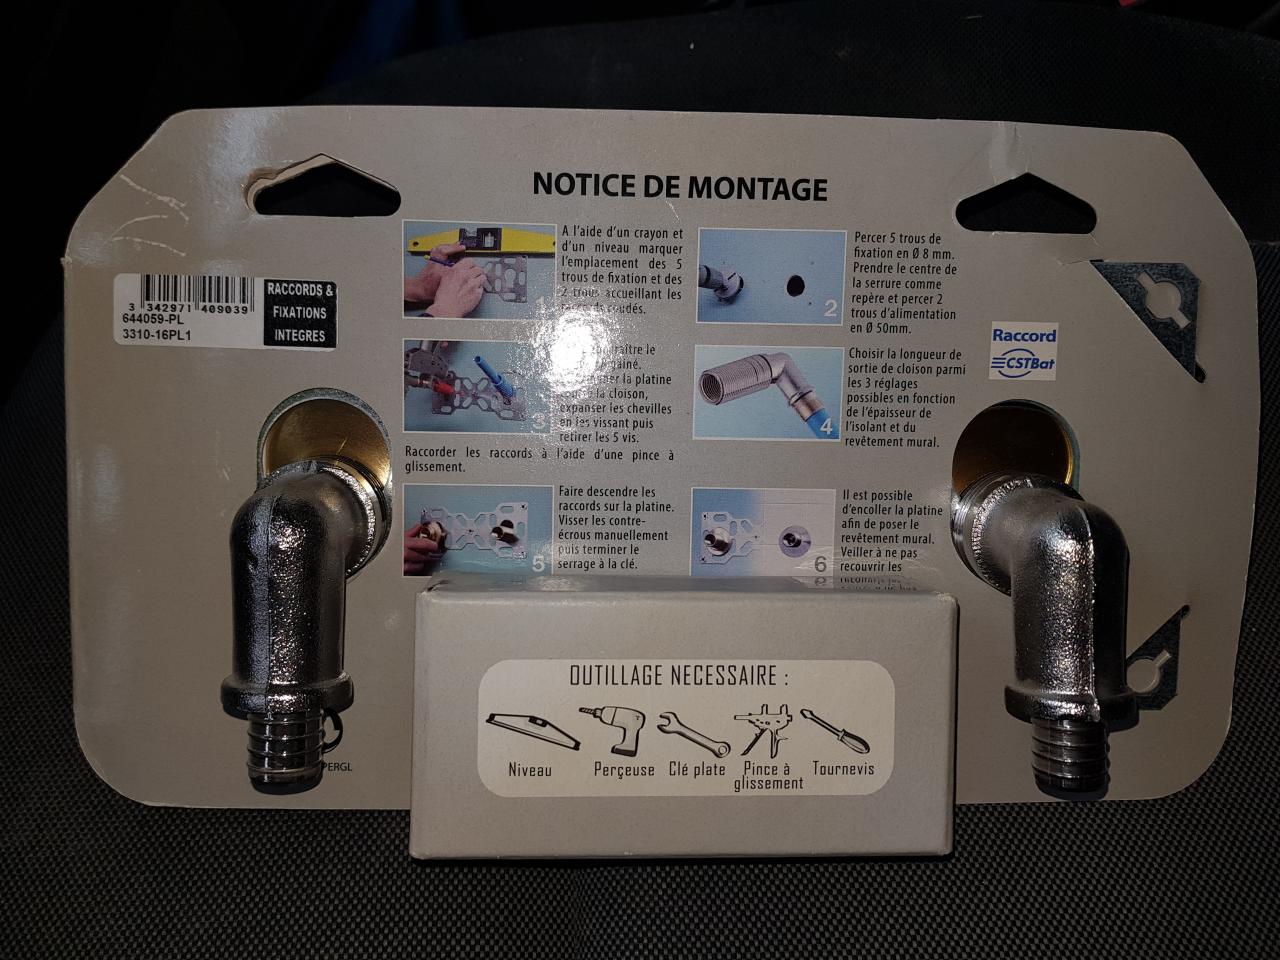 NOTICE DE MONTAGE
3 342971 409039
644059-PL
3310-16PL1
RACCORDS &
FIXATIONS
INTEGRES
A l'aide d'un crayon et
d'un niveau marquer
l'emplacement des 5
trous de fixation et des
2 trous accueillant les
coudés.
1
Percer 5 trous de
fixation en Ø 8 mm.
Prendre le centre de
la serrure comme
repère et percer 2
trous d'alimentation
en Ø 50mm.
2
le
la platine
la cloison,
expanser les chevilles
en les vissant puis
retirer les 5 vis.
3
Raccorder les raccords à l'aide d'une pince à
glissement.
Choisir la longueur de
sortie de cloison parmi
les 3 réglages
possibles en fonction
de l'épaisseur de
l'isolant et du
revêtement mural.
4
Faire descendre les
raccords sur la platine.
Visser les contre-
écrous manuellement
puis terminer le
serrage à la clé.
5
Il est possible
d'encoller la platine
afin de poser le
revêtement mural.
Veiller à ne pas
recouvrir les
6
Raccord
CSTBat
PERGL
OUTILLAGE NECESSAIRE :
Niveau
Perçeuse
Clé plate
Pince à
glissement
Tournevis